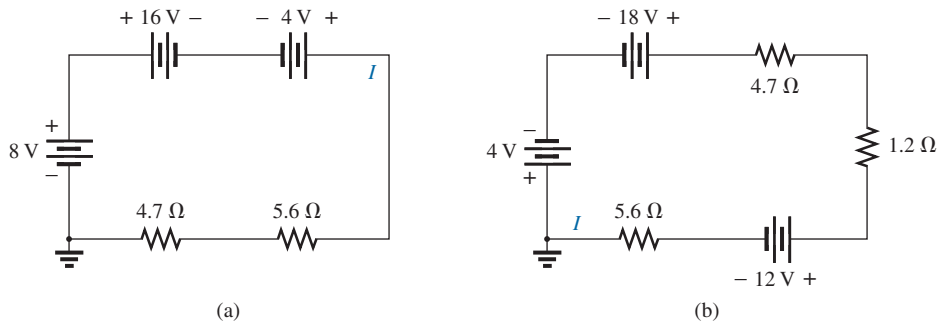 + 16 V −
− 4 V +
I
+
8 V
−
4.7 Ω
5.6 Ω
(a)
− 18 V +
4.7 Ω
−
4 V
+
1.2 Ω
I
5.6 Ω
− 12 V +
(b)